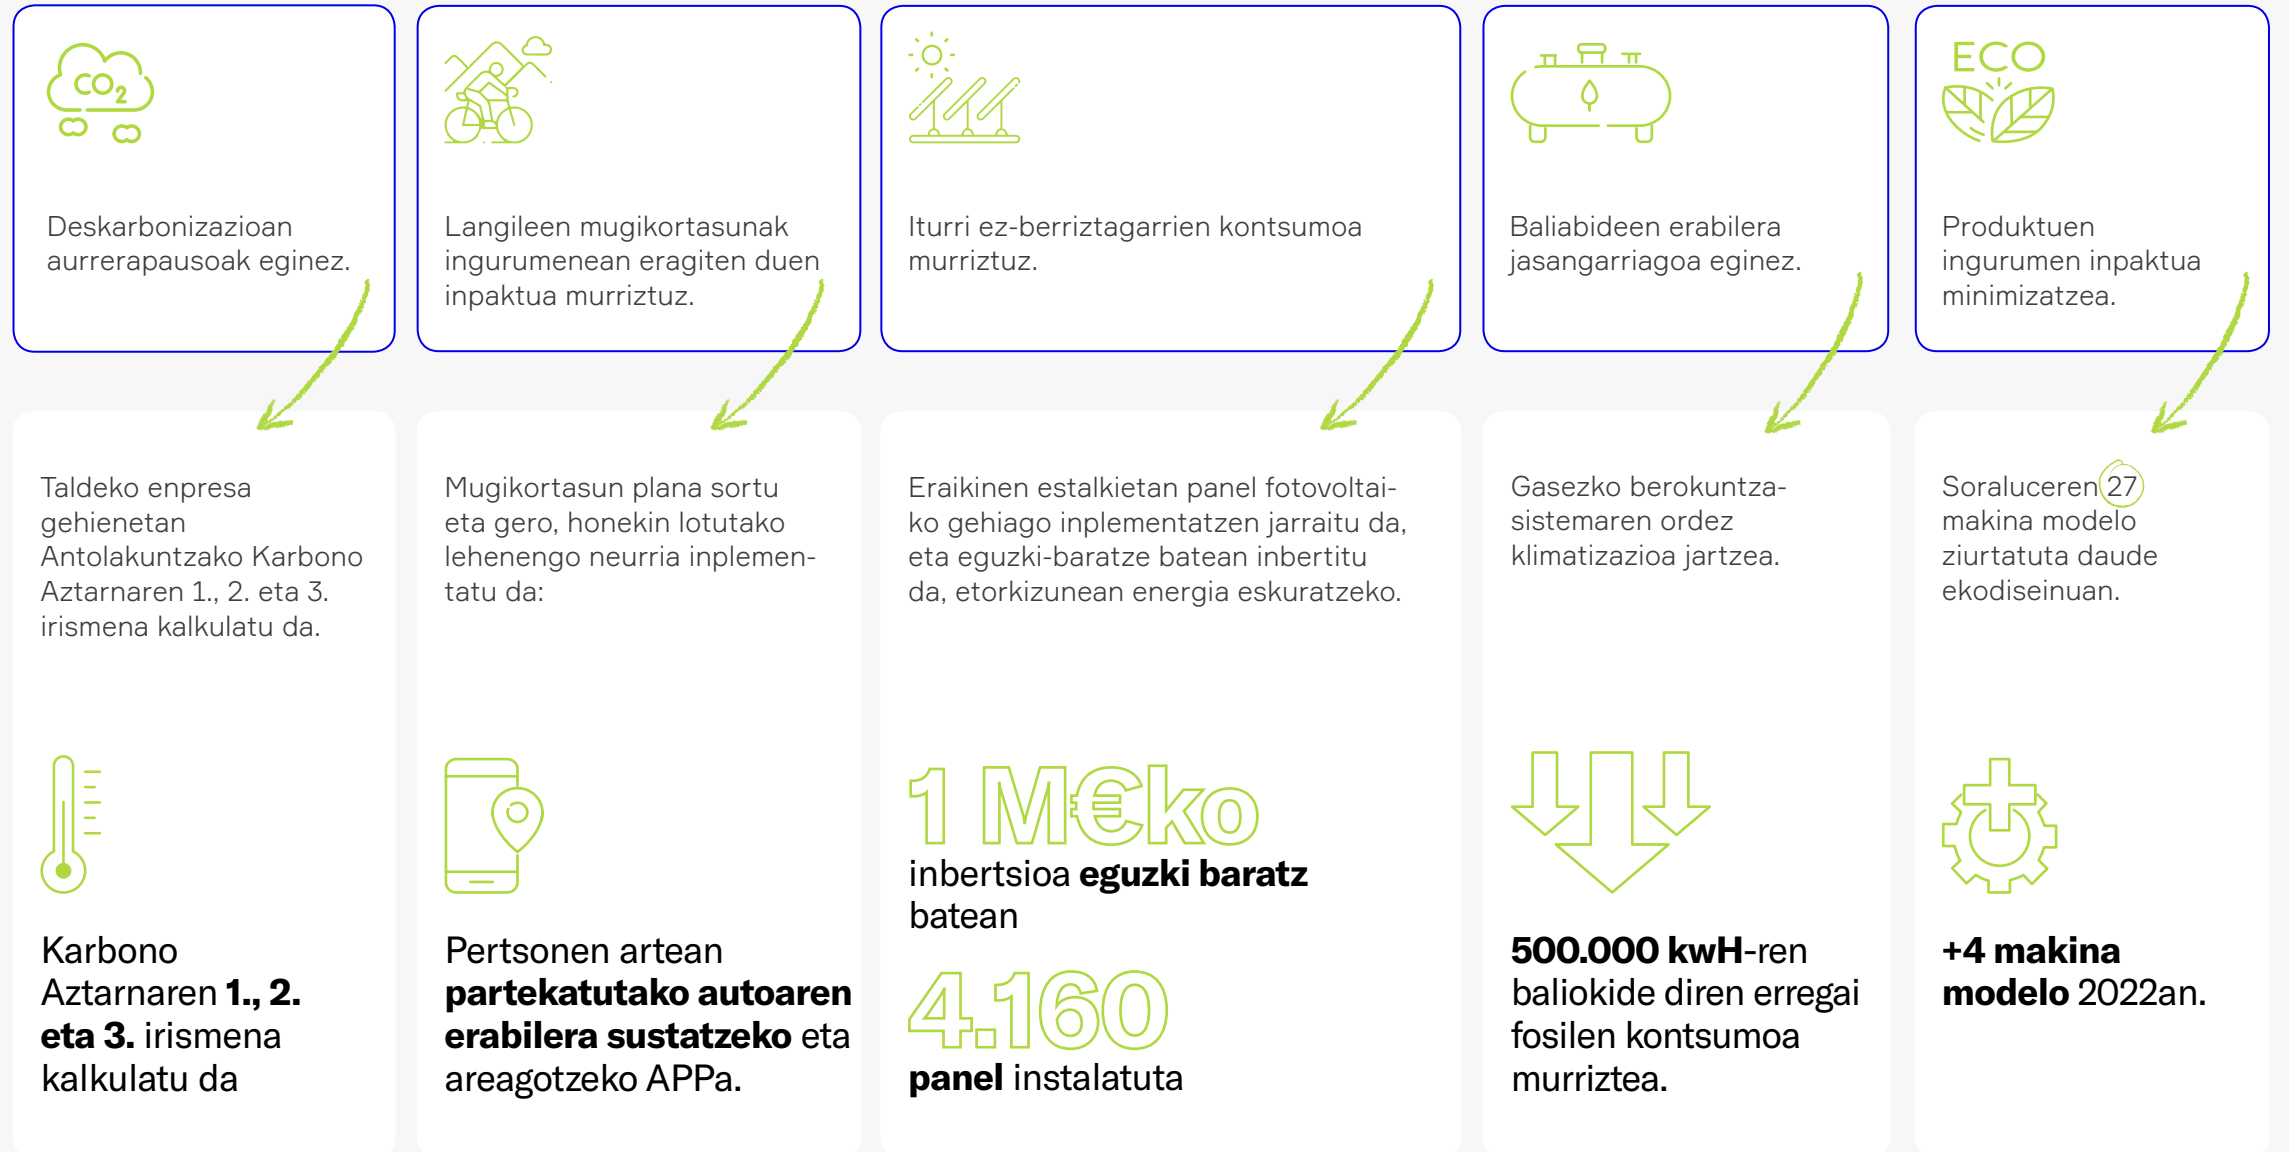 CO2
Deskarbonizazioan
aurrerapausoak eginez.
Langileen mugikortasunak
ingurumenean eragiten duen
inpaktua murriztuz.
Iturri ez-berriztagarrien kontsumoa
murriztuz.
Baliabideen erabilera
jasangarriagoa eginez.
ECO
Produktuen
ingurumen inpaktua
minimizatzea.
Taldeko enpresa
gehienetan
Antolakuntzako Karbono
Aztarnaren 1., 2. eta 3.
irismena kalkulatu da.
Karbono
Aztarnaren 1., 2.
eta 3. irismena
kalkulatu da
Mugikortasun plana sortu
eta gero, honekin lotutako
lehenengo neurria inplemen-
tatu da:
Pertsonen artean
partekatutako autoaren
erabilera sustatzeko eta
areagotzeko APPa.
Eraikinen estalkietan panel fotovoltai-
ko gehiago inplementatzen jarraitu da,
eta eguzki-baratze batean inbertitu
da, etorkizunean energia eskuratzeko.
1 M€ko
inbertsioa eguzki baratz
batean
4.160
panel instalatuta
Gasezko berokuntza-
sistemaren ordez
klimatizazioa jartzea.
500.000 kwH-ren
baliokide diren erregai
fosilen kontsumoa
murriztea.
Soraluceren 27
makina modelo
ziurtatuta daude
ekodiseinuan.
+4 makina
modelo 2022an.